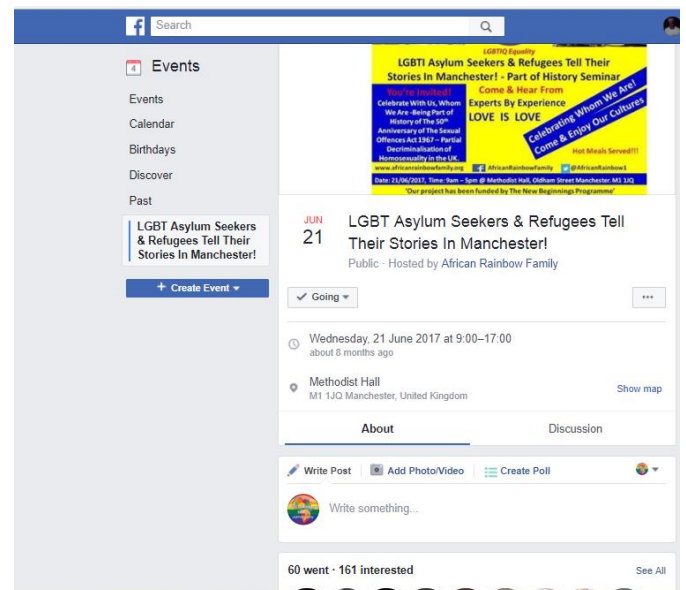 f Search
4 Events
Events
Calendar
Birthdays
Discover
Past
LGBT Asylum Seekers
& Refugees Tell Their
Stories In Manchester!
+ Create Event
LGBTIQ Equality
LGBTI Asylum Seekers & Refugees Tell Their
Stories In Manchester! - Part of History Seminar
You're Invited!
Celebrate With Us, Whom
We Are -Being Part of
History of The 50th
Anniversary of The Sexual
Offences Act 1967 – Partial
Decriminalisation of
Homosexuality in the UK.
Come & Hear From
Experts By Experience
LOVE IS LOVE
Celebrating Whom We Are!
Come & Enjoy Our Cultures
Hot Meals Served!!!
www.africanrainbowfamily.org f AfricanRainbowFamily @AfricanRainbow1
Date: 21/06/2017, Time: 9am – 5pm @ Methodist Hall, Oldham Street Manchester. M1 1JQ
'Our project has been funded by The New Beginnings Programme'
JUN
21
LGBT Asylum Seekers & Refugees Tell
Their Stories In Manchester!
Public · Hosted by African Rainbow Family
Going
...
Wednesday, 21 June 2017 at 9:00–17:00
about 8 months ago
Methodist Hall
M1 1JQ Manchester, United Kingdom
Show map
About Discussion
Write Post Add Photo/Video Create Poll
Write something...
60 went · 161 interested See All